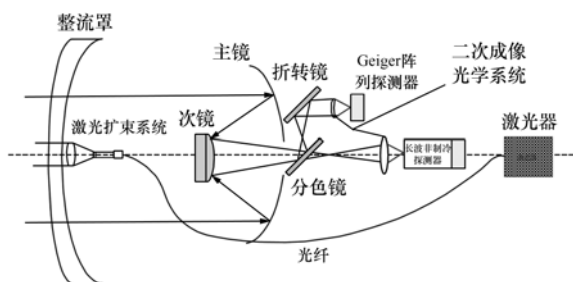 整流罩
主镜
折转镜
Geiger阵
列探测器
二次成像
光学系统
激光扩束系统
次镜
激光器
长波非制冷
探测器
分色镜
光纤